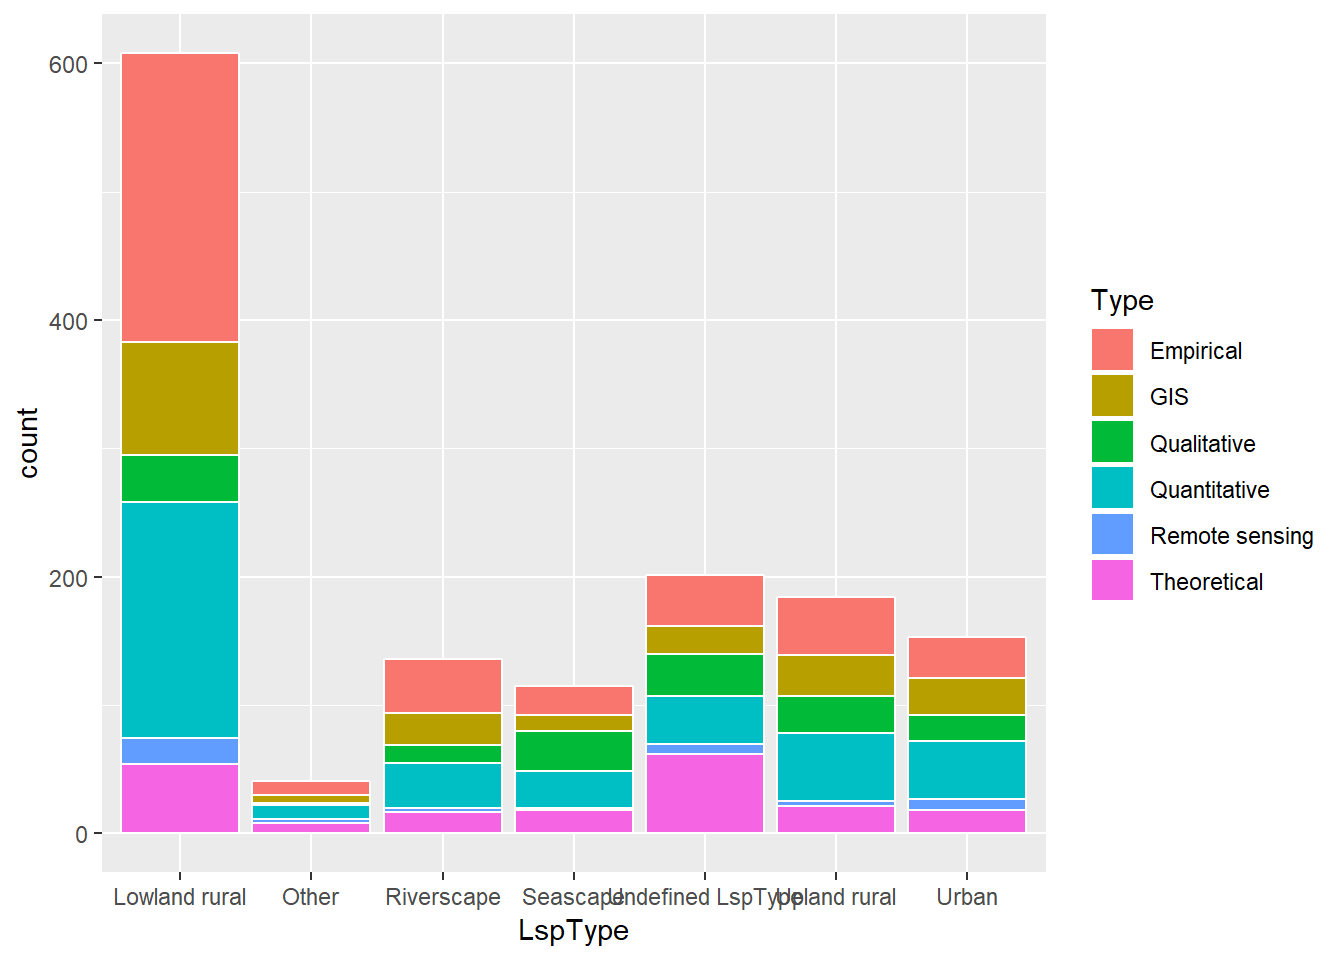 600
400
200
0
count
Lowland rural
Other
Riverscape
Seascape
Undefined LspType
Upland rural
Urban
LspType
Type
Empirical
GIS
Qualitative
Quantitative
Remote sensing
Theoretical